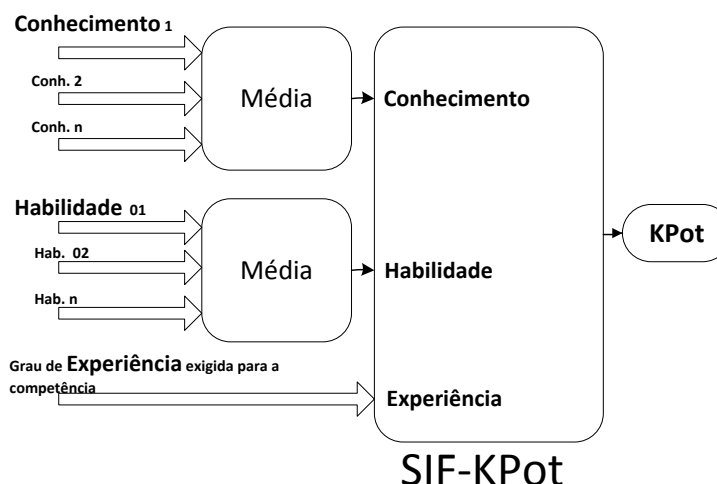 Conhecimento 1
Conh. 2
Conh. n
Média
Conhecimento
Habilidade 01
Hab. 02
Hab. n
Média
Habilidade
KPot
Grau de Experiência exigida para a
competência
Experiência
SIF-KPot